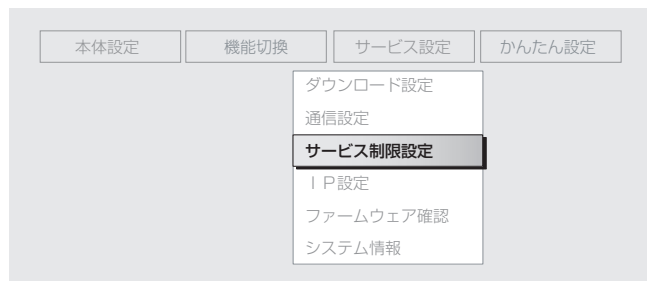 本体設定
機能切換
サービス設定
かんたん設定
ダウンロード設定
通信設定
サービス制限設定
ＩＰ設定
ファームウェア確認
システム情報